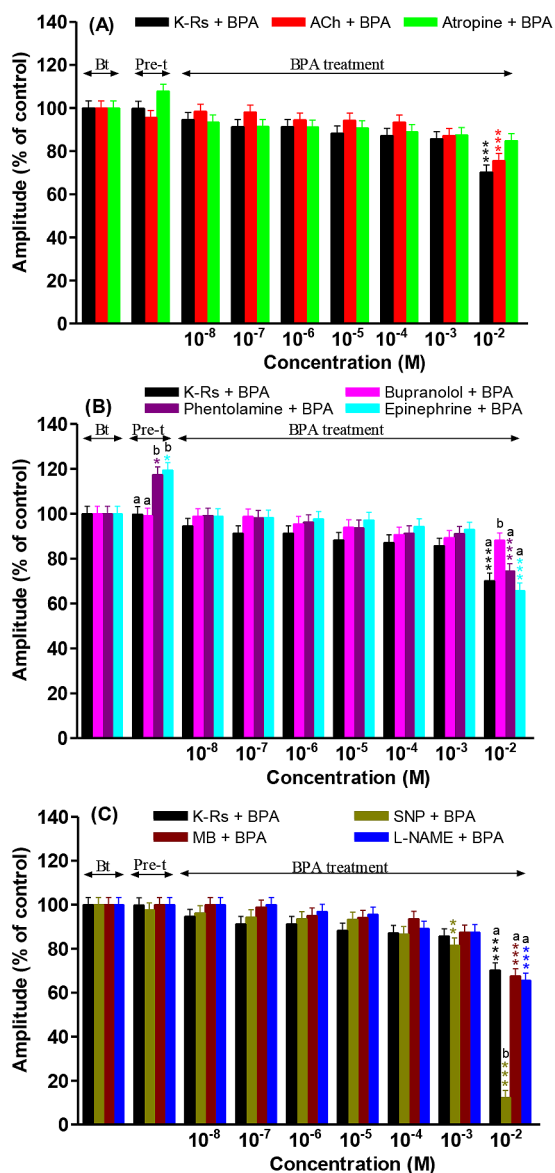 (A) K-Rs + BPA ACh + BPA Atropine + BPA
140
120
100
80
60
40
20
0
Amplitude (% of control)
Bt Pre-t BPA treatment
*** ***
10-8 10-7 10-6 10-5 10-4 10-3 10-2
Concentration (M)
(B) K-Rs + BPA Bupranolol + BPA
Phentolamine + BPA Epinephrine + BPA
140
120
100
80
60
40
20
0
Amplitude (% of control)
Bt Pre-t BPA treatment
a a b* b*
a*** b a*** a***
10-8 10-7 10-6 10-5 10-4 10-3 10-2
Concentration (M)
(C) K-Rs + BPA SNP + BPA
MB + BPA L-NAME + BPA
140
120
100
80
60
40
20
0
Amplitude (% of control)
Bt Pre-t BPA treatment
**
a*** b*** a*** a***
10-8 10-7 10-6 10-5 10-4 10-3 10-2
Concentration (M)